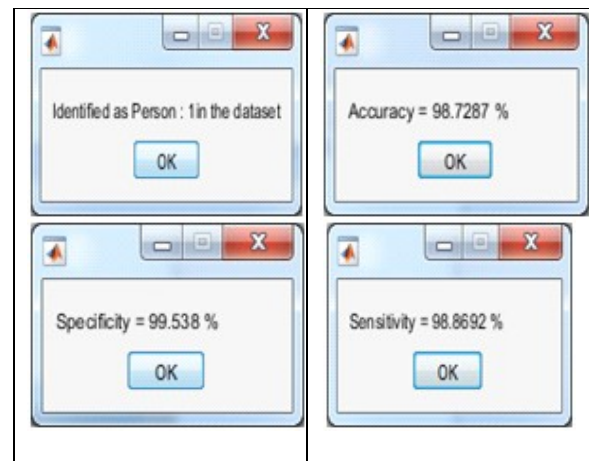 Identified as Person : 1in the dataset
OK
Accuracy = 98.7287 %
OK
Specificity = 99.538 %
OK
Sensitivity = 98.8692 %
OK